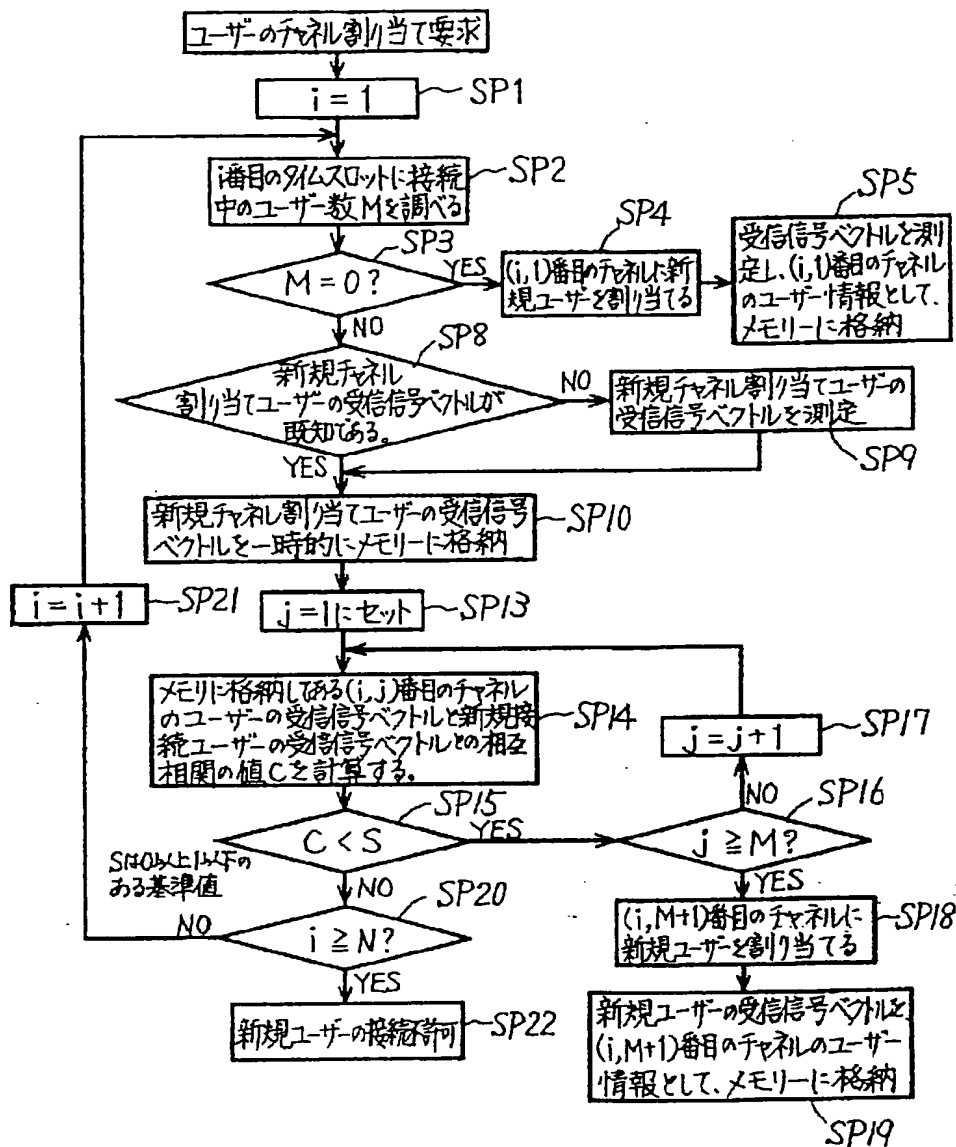 ユーザーのチャネル割り当て要求
i=1
SP1
i番目のタイムスロットに接続
中のユーザー数Mを調べる
SP2
M=0?
SP3
YES
NO
(i,1)番目のチャネルに新
規ユーザーを割り当てる
SP4
受信信号ベクトルを測
定し、(i,1)番目のチャネル
のユーザー情報として、
メモリーに格納
SP5
新規チャネル
割り当てユーザーの受信信号ベクトルが
既知である。
SP8
NO
YES
新規チャネル割り当てユーザーの
受信信号ベクトルを測定
SP9
新規チャネル割り当てユーザーの受信信号
ベクトルを一時的にメモリーに格納
SP10
i=i+1
SP21
j=1にセット
SP13
メモリに格納してある(i,j)番目のチャネル
のユーザーの受信信号ベクトルと新規接
続ユーザーの受信信号ベクトルとの相互
相関の値Cを計算する。
SP14
j=j+1
SP17
C<S
SP15
YES
NO
Sは0以上1以下の
ある基準値
j≧M?
SP16
NO
YES
i≧N?
SP20
NO
YES
(i,M+1)番目のチャネルに
新規ユーザーを割り当てる
SP18
新規ユーザーの接続不許可
SP22
新規ユーザーの受信信号ベクトルを、
(i,M+1)番目のチャネルのユーザー
情報として、メモリーに格納
SP19